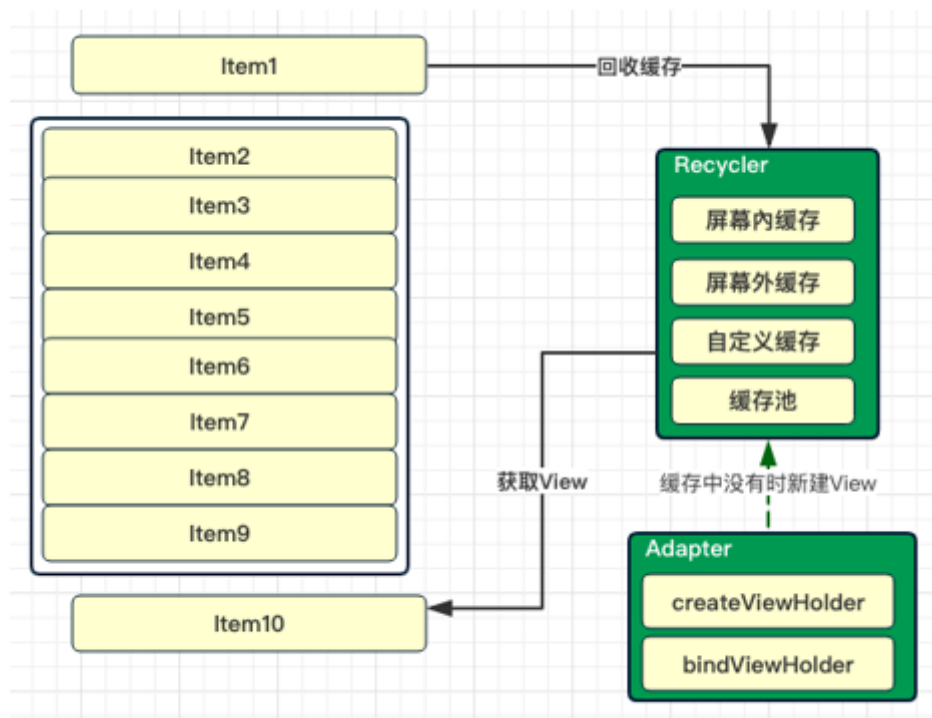 Item1
回收缓存
Item2
Item3
Item4
Item5
Item6
Item7
Item8
Item9
Item10
Recycler
屏幕内缓存
屏幕外缓存
自定义缓存
缓存池
获取View
缓存中没有时新建View
Adapter
createViewHolder
bindViewHolder